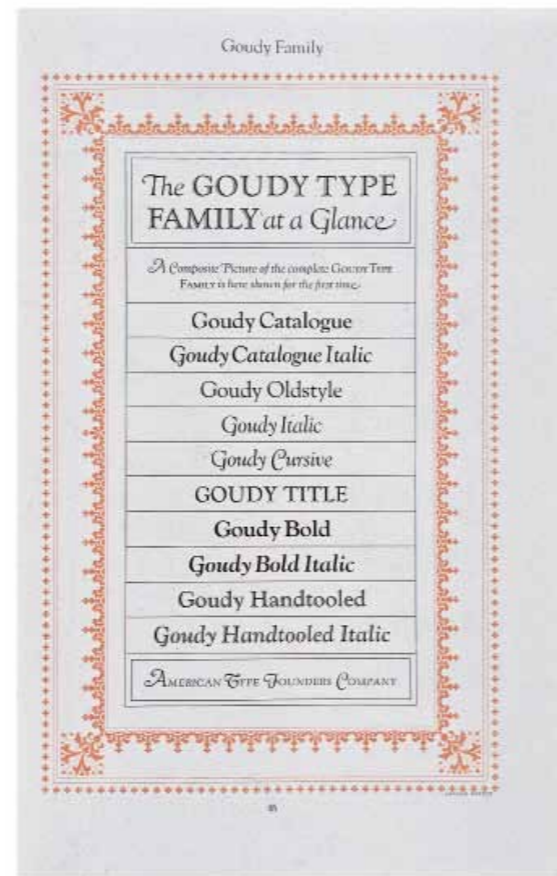 Goudy Family
The GOUDY TYPE
FAMILY at a Glance
A Composite Picture of the complete GOUDY TYPE
FAMILY is here shown for the first time
Goudy Catalogue
Goudy Catalogue Italic
Goudy Oldstyle
Goudy Italic
Goudy Cursive
GOUDY TITLE
Goudy Bold
Goudy Bold Italic
Goudy Handtooled
Goudy Handtooled Italic
AMERICAN TYPE FOUNDERS COMPANY